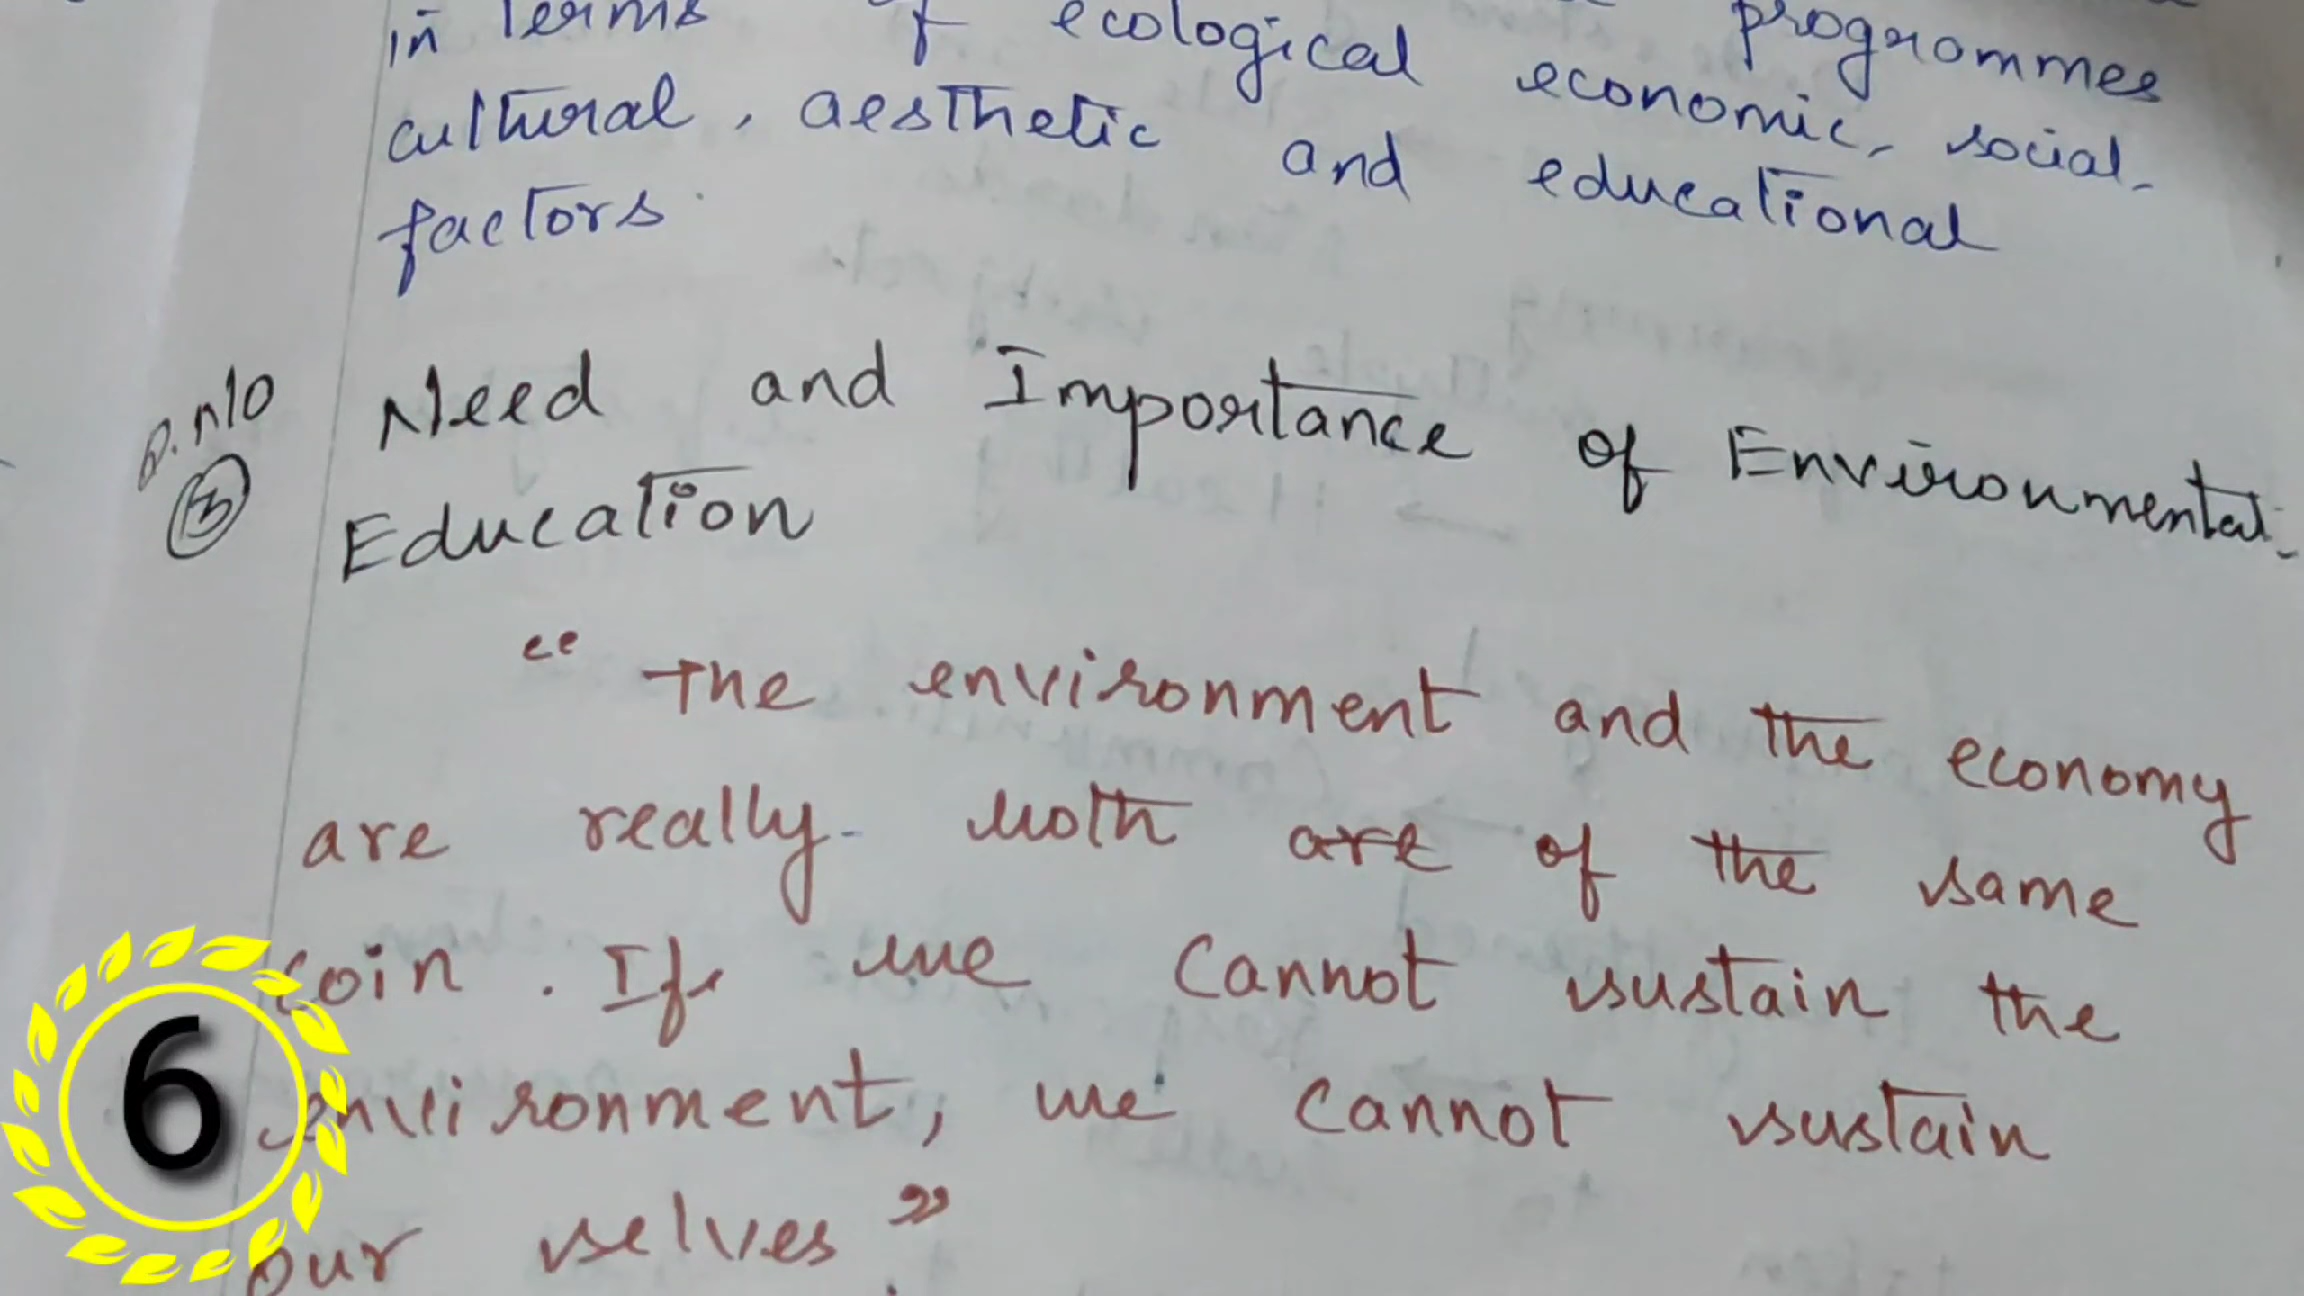 in terms of ecological programmes
cultural, aesthetic economic, social
factors. and educational
p.n10
3
Need and Importance of Environmental
Education
"The environment and the economy
are really both are of the same
coin. If we cannot sustain the
environment, we cannot sustain
our selves"
6